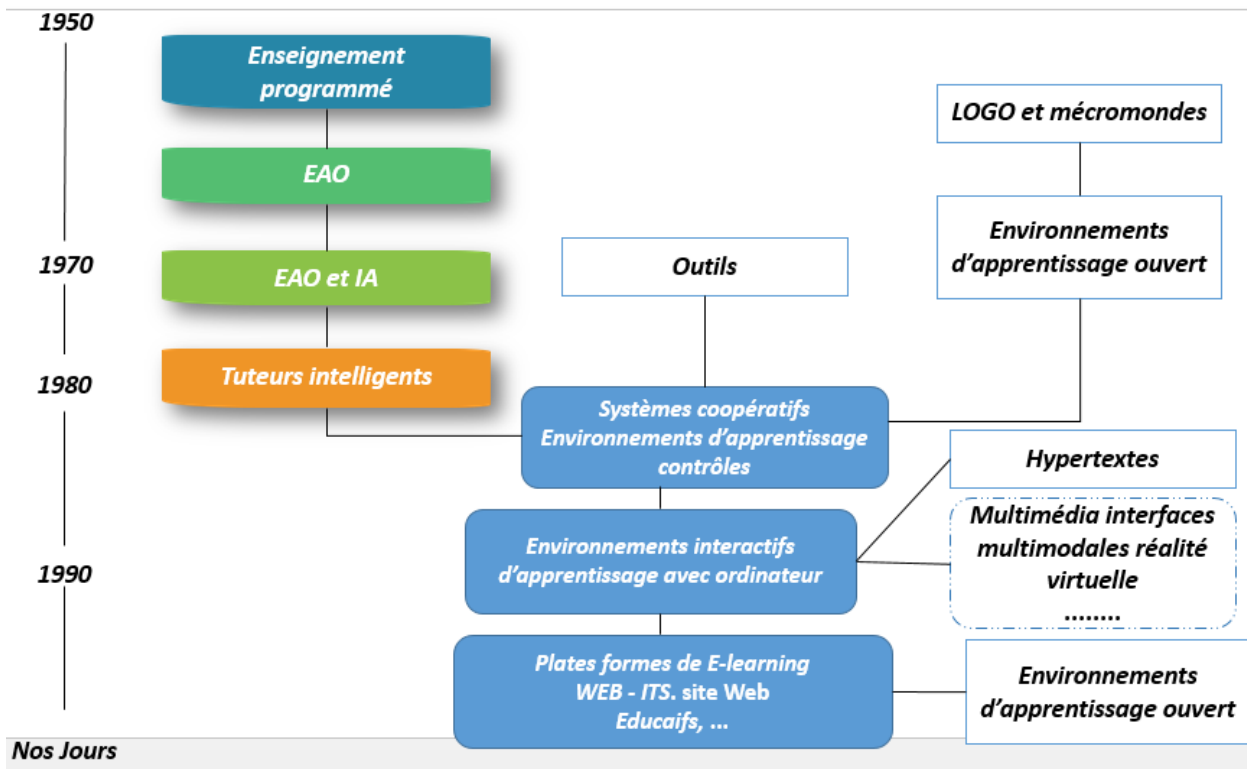 1950
Enseignement
programmé
LOGO et mécromondes
EAO
Environnements
d'apprentissage ouvert
1970
EAO et IA
Outils
1980
Tuteurs intelligents
Systèmes coopératifs
Environnements d'apprentissage
contrôles
Hypertextes
Multimédia interfaces
multimodales réalité
virtuelle
........
Environnements interactifs
d'apprentissage avec ordinateur
1990
Plates formes de E-learning
WEB - ITS. site Web
Educaifs, ...
Environnements
d'apprentissage ouvert
Nos Jours